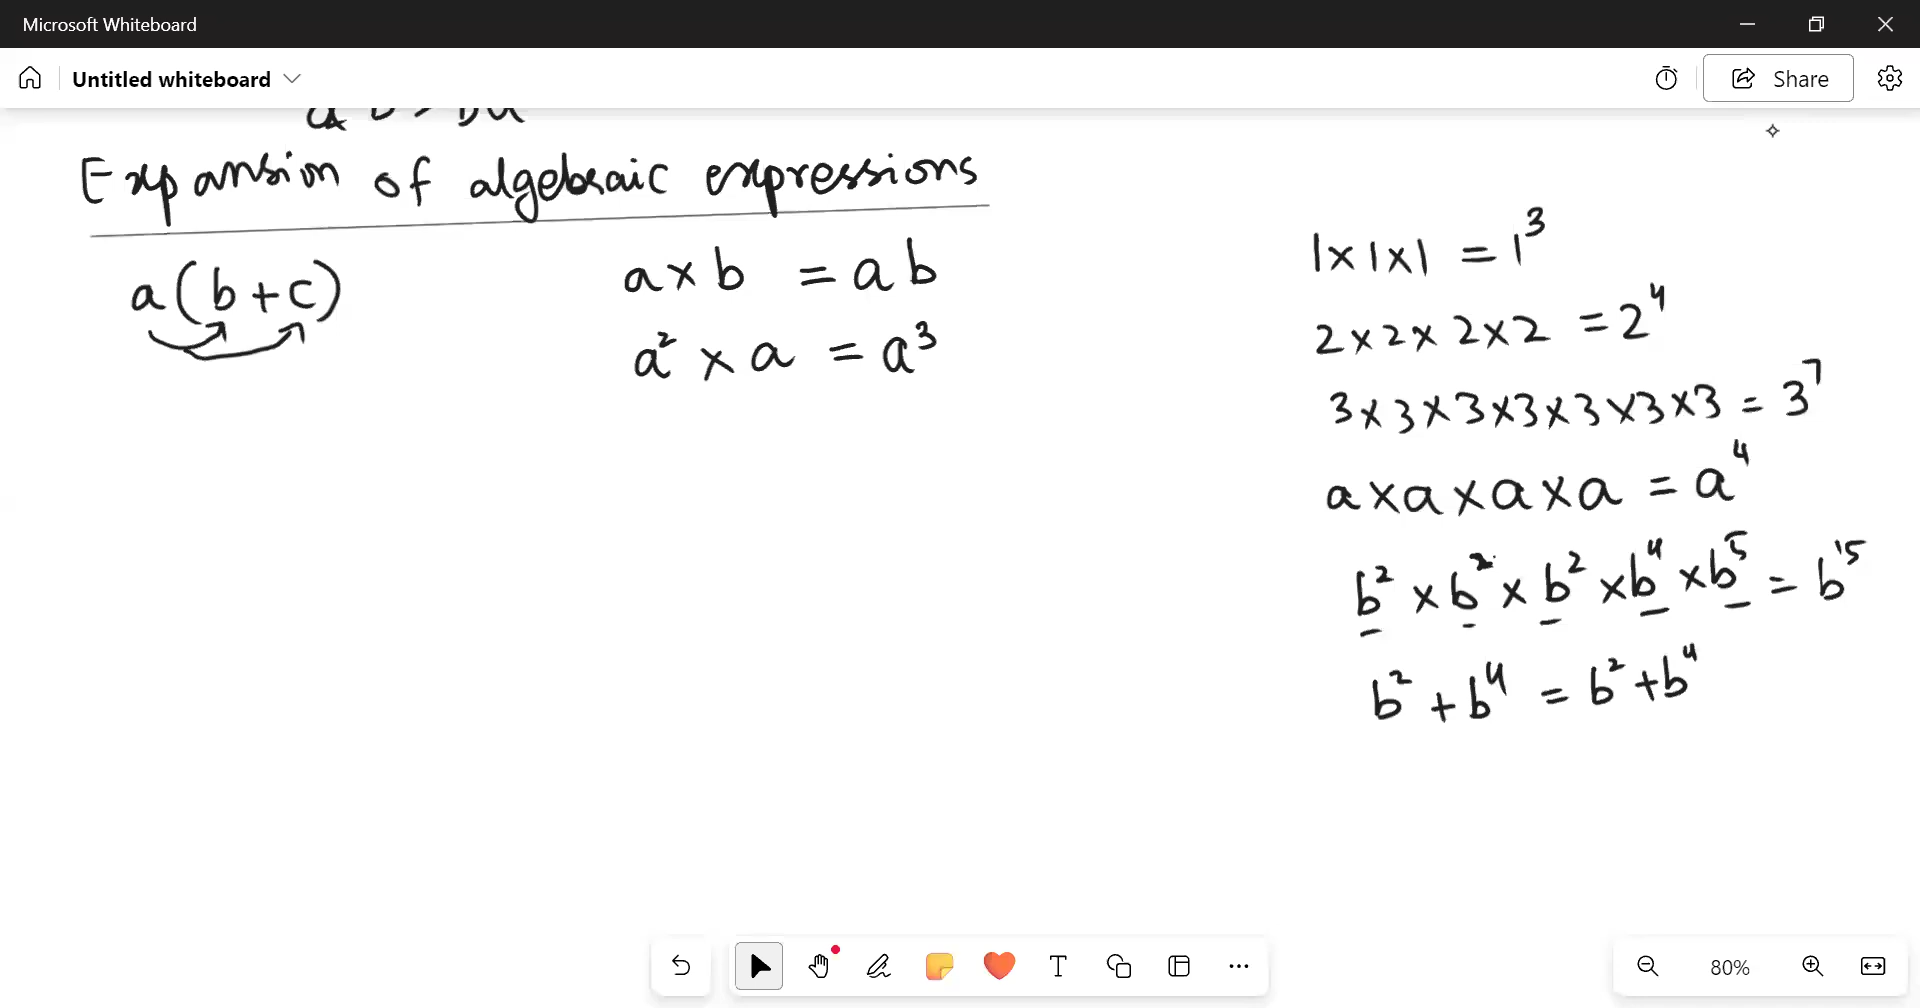 Microsoft Whiteboard
Untitled whiteboard
Share
Expansion of algebraic expressions
a(b+c)
a×b = ab
a² × a = a³
1×1×1 = 1³
2×2×2×2 = 2⁴
3×3×3×3×3×3×3 = 3⁷
a×a×a×a = a⁴
b² × b² × b² × b⁴ × b⁵ = b¹⁵
b² + b⁴ = b² + b⁴
T
80%